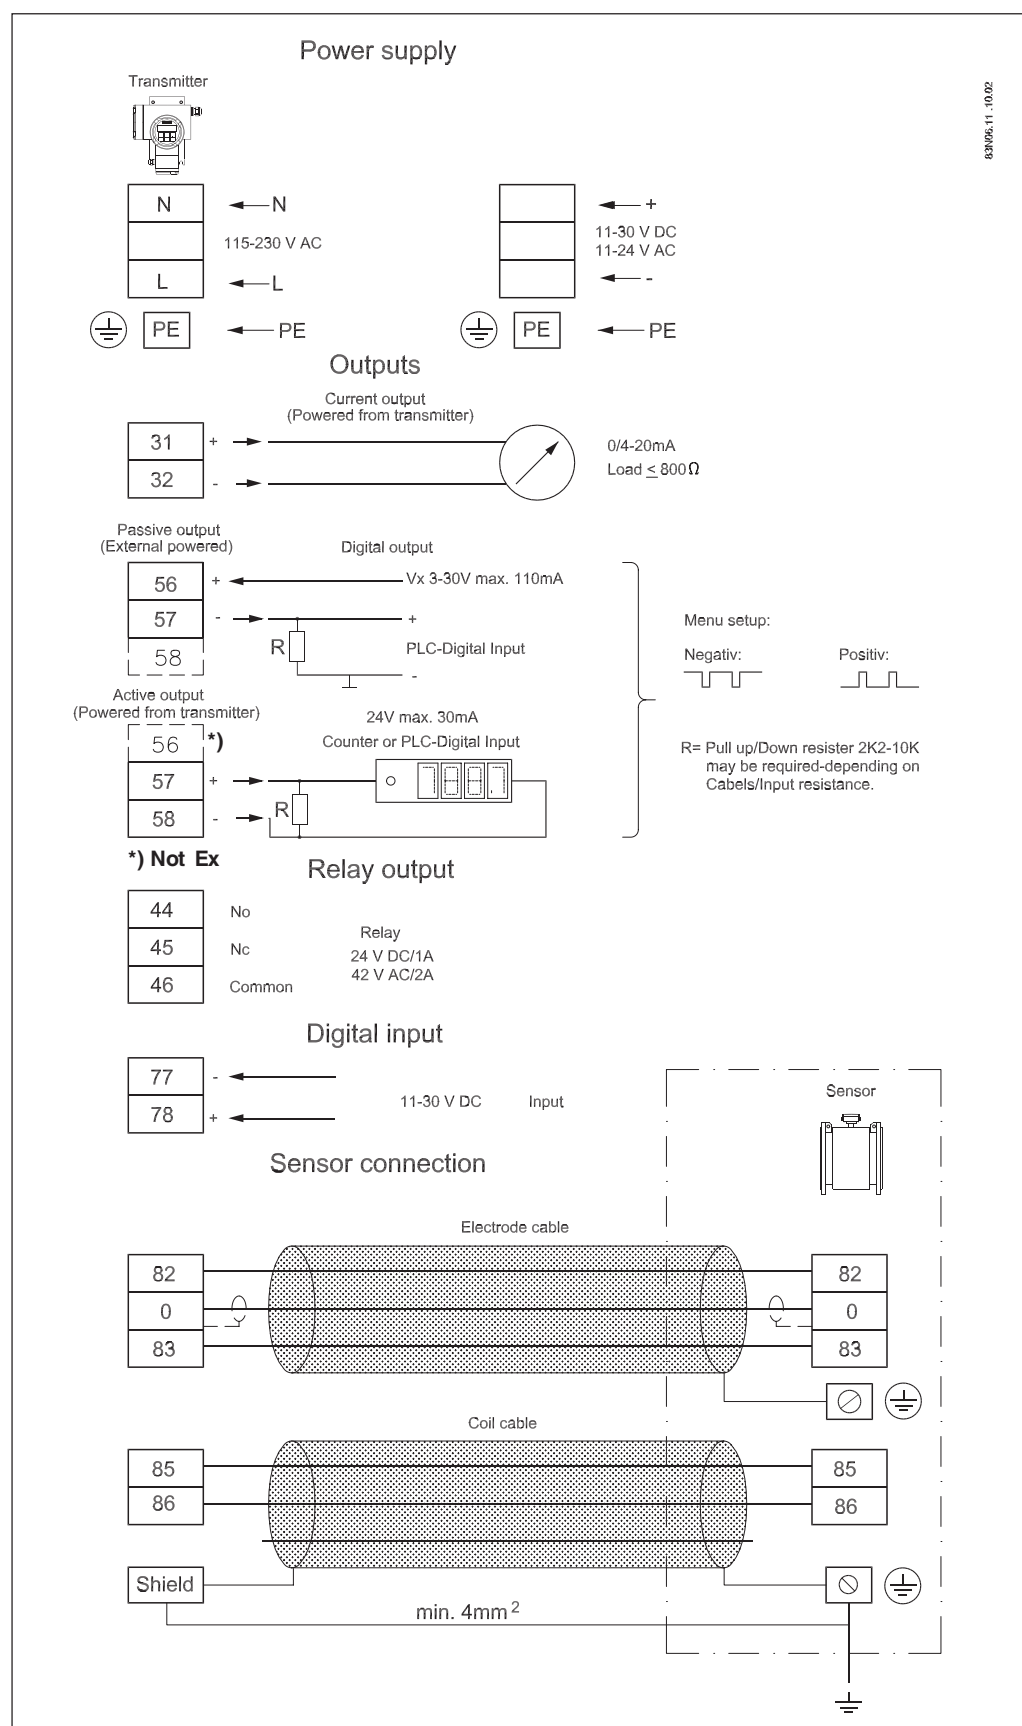 Power supply
Transmitter
83N06.11 .10.02
N
N
+
115-230 V AC
11-30 V DC
11-24 V AC
L
L
-
PE
PE
PE
PE
Outputs
Current output
(Powered from transmitter)
31
+
0/4-20mA
32
-
Load ≤ 800Ω
Passive output
(External powered)
Digital output
56
+
Vx 3-30V max. 110mA
57
-
+
R
PLC-Digital Input
58
-
Menu setup:
Negativ:
Positiv:
Active output
(Powered from transmitter)
24V max. 30mA
56
*)
Counter or PLC-Digital Input
57
+
R
58
-
R= Pull up/Down resister 2K2-10K
may be required-depending on
Cabels/Input resistance.
*) Not Ex
Relay output
44
No
Relay
45
Nc
24 V DC/1A
42 V AC/2A
46
Common
Digital input
77
-
78
+
11-30 V DC
Input
Sensor
Sensor connection
Electrode cable
82
82
0
0
83
83
Coil cable
85
85
86
86
Shield
min. 4mm²